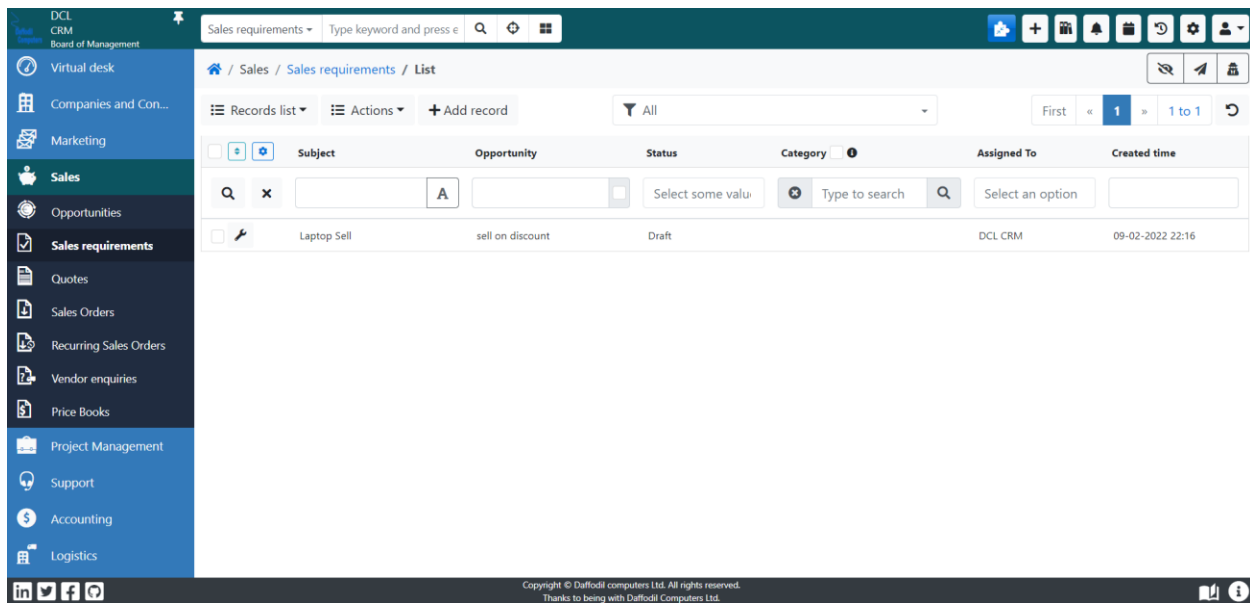 DCL
CRM
Board of Management
Sales requirements
Type keyword and press e
Virtual desk
Companies and Con...
Marketing
Sales
Opportunities
Sales requirements
Quotes
Sales Orders
Recurring Sales Orders
Vendor enquiries
Price Books
Project Management
Support
Accounting
Logistics
/ Sales / Sales requirements / List
Records list
Actions
Add record
All
First « 1 » 1 to 1
Subject Opportunity Status Category Assigned To Created time
A Select some valu Type to search Select an option
Laptop Sell sell on discount Draft DCL CRM 09-02-2022 22:16
Copyright © Daffodil computers Ltd. All rights reserved.
Thanks to being with Daffodil Computers Ltd.